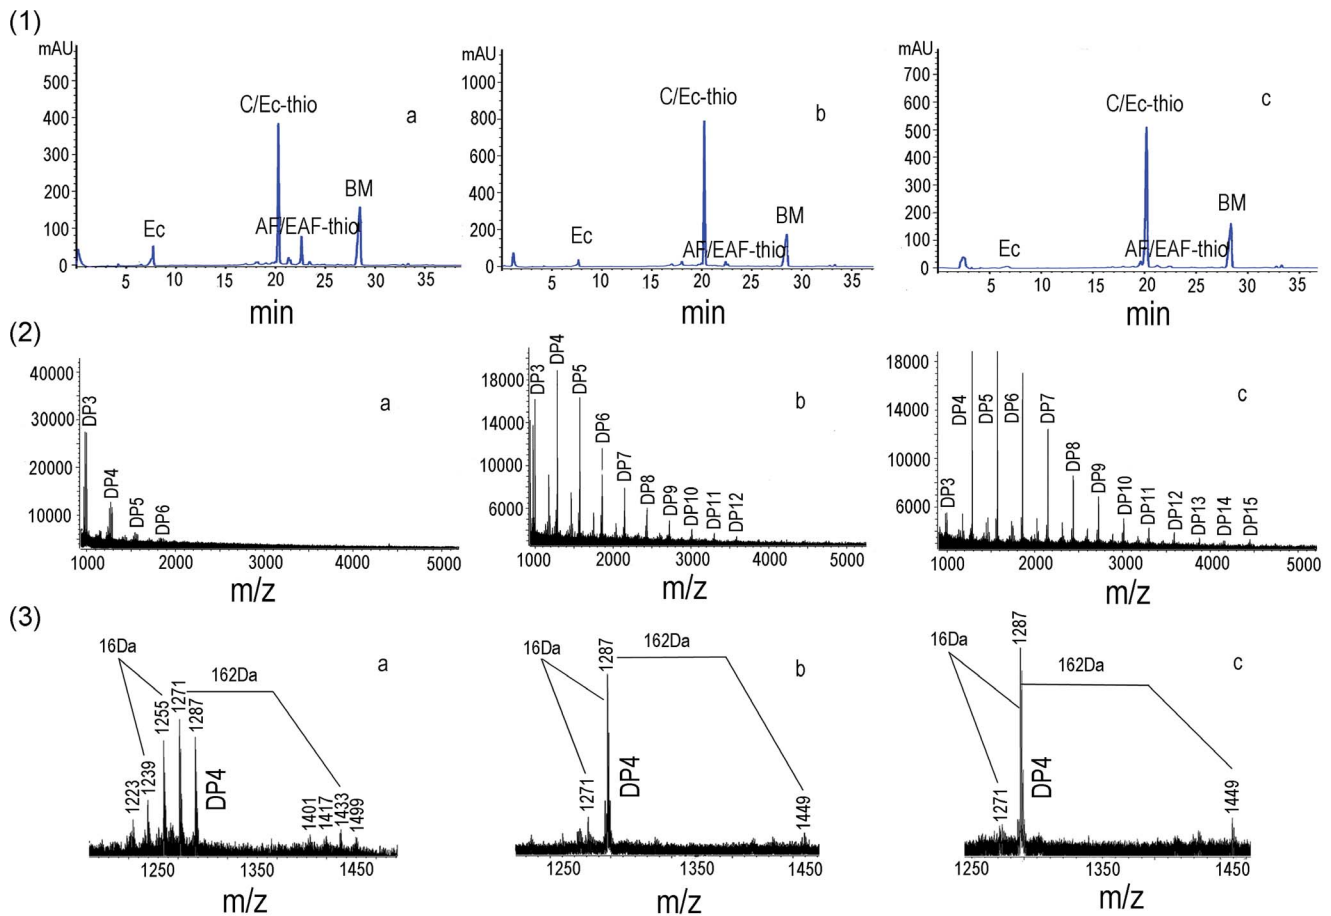 (1)
mAU
500
400
300
200
100
0
5
10
15
20
25
30
35
min
Ec
C/Ec-thio
AF/EAF-thio
BM
a
mAU
1000
800
600
400
200
0
5
10
15
20
25
30
35
min
Ec
C/Ec-thio
AF/EAF-thio
BM
b
mAU
700
600
500
400
300
200
100
0
5
10
15
20
25
30
35
min
Ec
C/Ec-thio
AF/EAF-thio
BM
c
(2)
40000
30000
20000
10000
1000
2000
3000
4000
5000
m/z
DP3
DP4
DP5
DP6
a
18000
14000
10000
6000
1000
2000
3000
4000
5000
m/z
DP3
DP4
DP5
DP6
DP7
DP8
DP9
DP10
DP11
DP12
b
18000
14000
10000
6000
1000
2000
3000
4000
5000
m/z
DP3
DP4
DP5
DP6
DP7
DP8
DP9
DP10
DP11
DP12
DP13
DP14
DP15
c
(3)
16Da
162Da
a
1223
1239
1255
1271
1287
DP4
1401
1417
1433
1499
1250
1350
1450
m/z
16Da
1287
162Da
b
1271
DP4
1449
1250
1350
1450
m/z
16Da
1287
162Da
c
1271
DP4
1449
1250
1350
1450
m/z